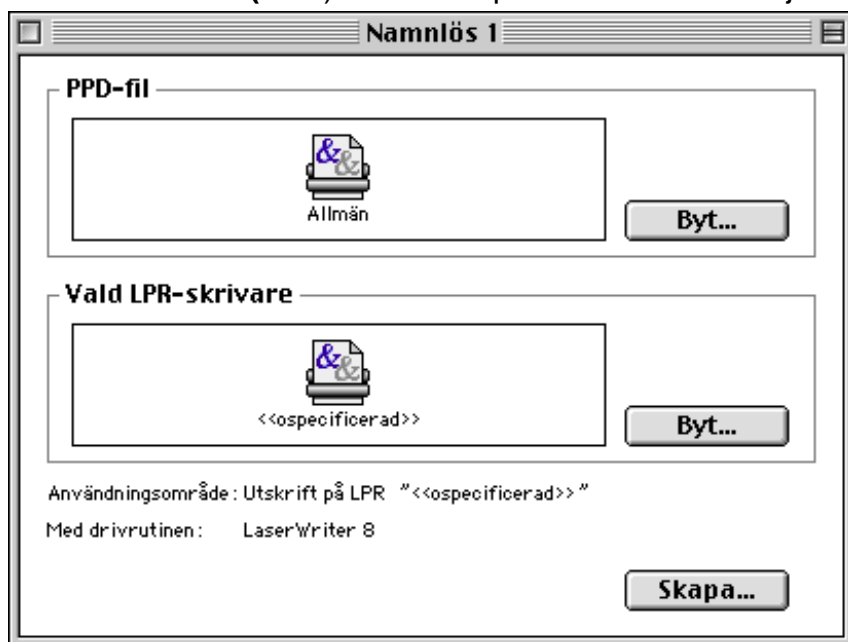 Namnlös 1
PPD-fil
&&
Allmän
Byt...
Vald LPR-skrivare
&&
<<ospecificerad>>
Byt...
Användningsområde: Utskrift på LPR "<<ospecificerad>>"
Med drivrutinen: LaserWriter 8
Skapa...